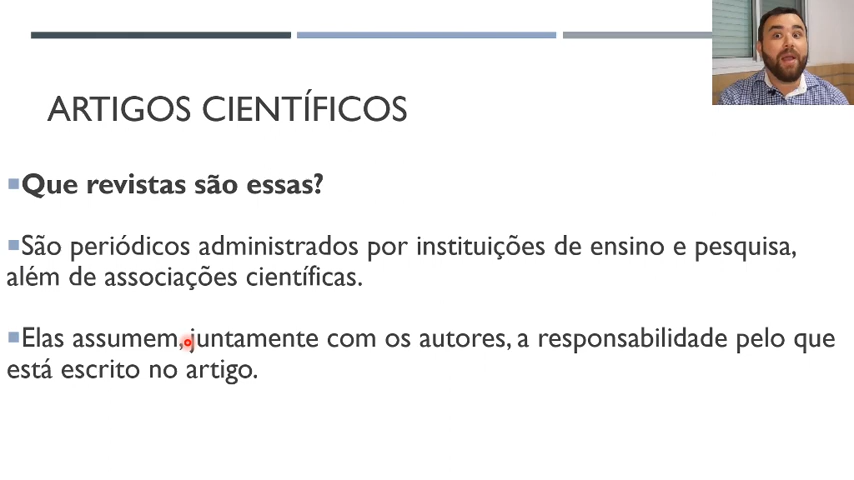 ARTIGOS CIENTÍFICOS
Que revistas são essas?
São periódicos administrados por instituições de ensino e pesquisa,
além de associações científicas.
Elas assumem, juntamente com os autores, a responsabilidade pelo que
está escrito no artigo.